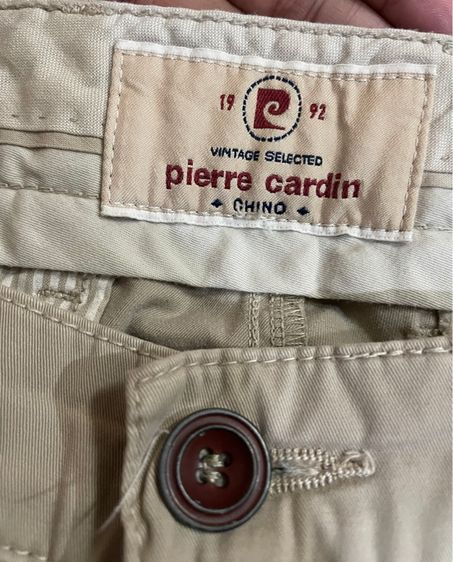 19 92
VINTAGE SELECTED
pierre cardin
CHINO